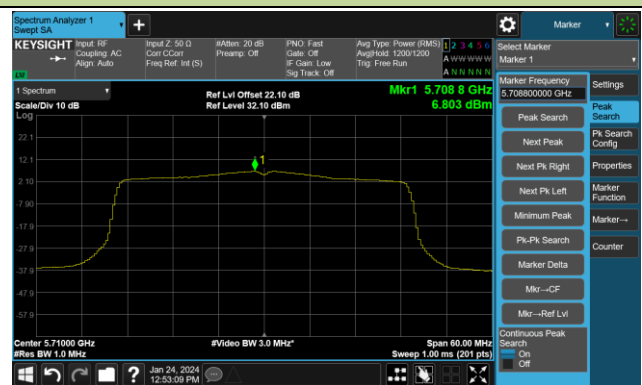 Spectrum Analyzer 1
Swept SA
+
Marker
KEYSIGHT
Input: RF
Coupling: AC
Align: Auto
Input Z: 50 Ω
Corr CCorr
Freq Ref: Int (S)
#Atten: 20 dB
Preamp: Off
PNO: Fast
Gate: Off
IF Gain: Low
Sig Track: Off
Avg Type: Power (RMS)
Avg|Hold: 1200/1200
Trig: Free Run
1 2 3 4 5 6
A W W W W W
A N N N N N
Select Marker
Marker 1
1 Spectrum
Scale/Div 10 dB
Log
Ref Lvl Offset 22.10 dB
Ref Level 32.10 dBm
Mkr1 5.708 8 GHz
6.803 dBm
1
22.1
12.1
2.10
-7.90
-17.9
-27.9
-37.9
-47.9
-57.9
Center 5.71000 GHz
#Res BW 1.0 MHz
#Video BW 3.0 MHz*
Span 60.00 MHz
Sweep 1.00 ms (201 pts)
Marker Frequency
5.708800000 GHz
Peak Search
Next Peak
Next Pk Right
Next Pk Left
Minimum Peak
Pk-Pk Search
Marker Delta
Mkr→CF
Mkr→Ref Lvl
Continuous Peak
Search
On
Off
Settings
Peak
Search
Pk Search
Config
Properties
Marker
Function
Marker→
Counter
?
Jan 24, 2024
12:53:09 PM